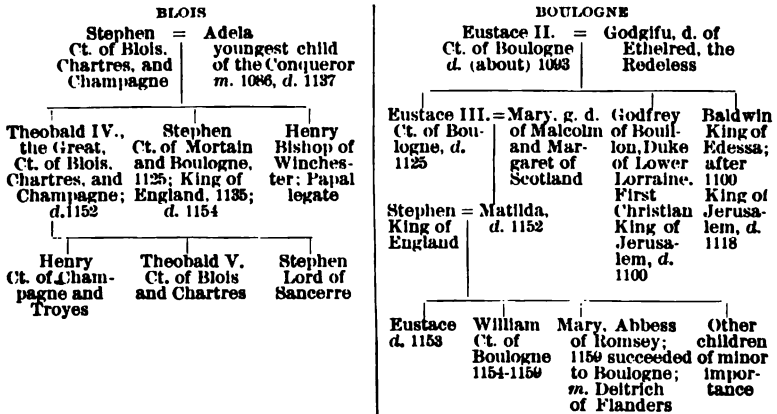 BLOIS
Stephen = Adela
Ct. of Blois, youngest child
Chartres, and of the Conqueror
Champagne m. 1086, d. 1137
Theobald IV.,
the Great,
Ct. of Blois,
Chartres, and
Champagne;
d. 1152
Stephen
Ct. of Mortain
and Boulogne,
1125; King of
England, 1135;
d. 1154
Henry
Bishop of
Winches-
ter; Papal
legate
Henry
Ct. of Cham-
pagne and
Troyes
Theobald V.
Ct. of Blois
and Chartres
Stephen
Lord of
Sancerre
BOULOGNE
Eustace II. = Godgifu, d. of
Ct. of Boulogne Ethelred, the
d. (about) 1093 Redeless
Eustace III. = Mary, g. d.
Ct. of Bou- of Malcolm
logne, d. and Mar-
1125 garet of
Scotland
Godfrey
of Bouil-
lon, Duke
of Lower
Lorraine.
First
Christian
King of
Jerusa-
lem, d.
1100
Baldwin
King of
Edessa;
after
1100
King of
Jerusa-
lem, d.
1118
Stephen = Matilda,
King of d. 1152
England
Eustace
d. 1153
William
Ct. of
Boulogne
1154-1159
Mary, Abbess
of Romsey;
1159 succeeded
to Boulogne;
m. Deitrich
of Flanders
Other
children
of minor
impor-
tance